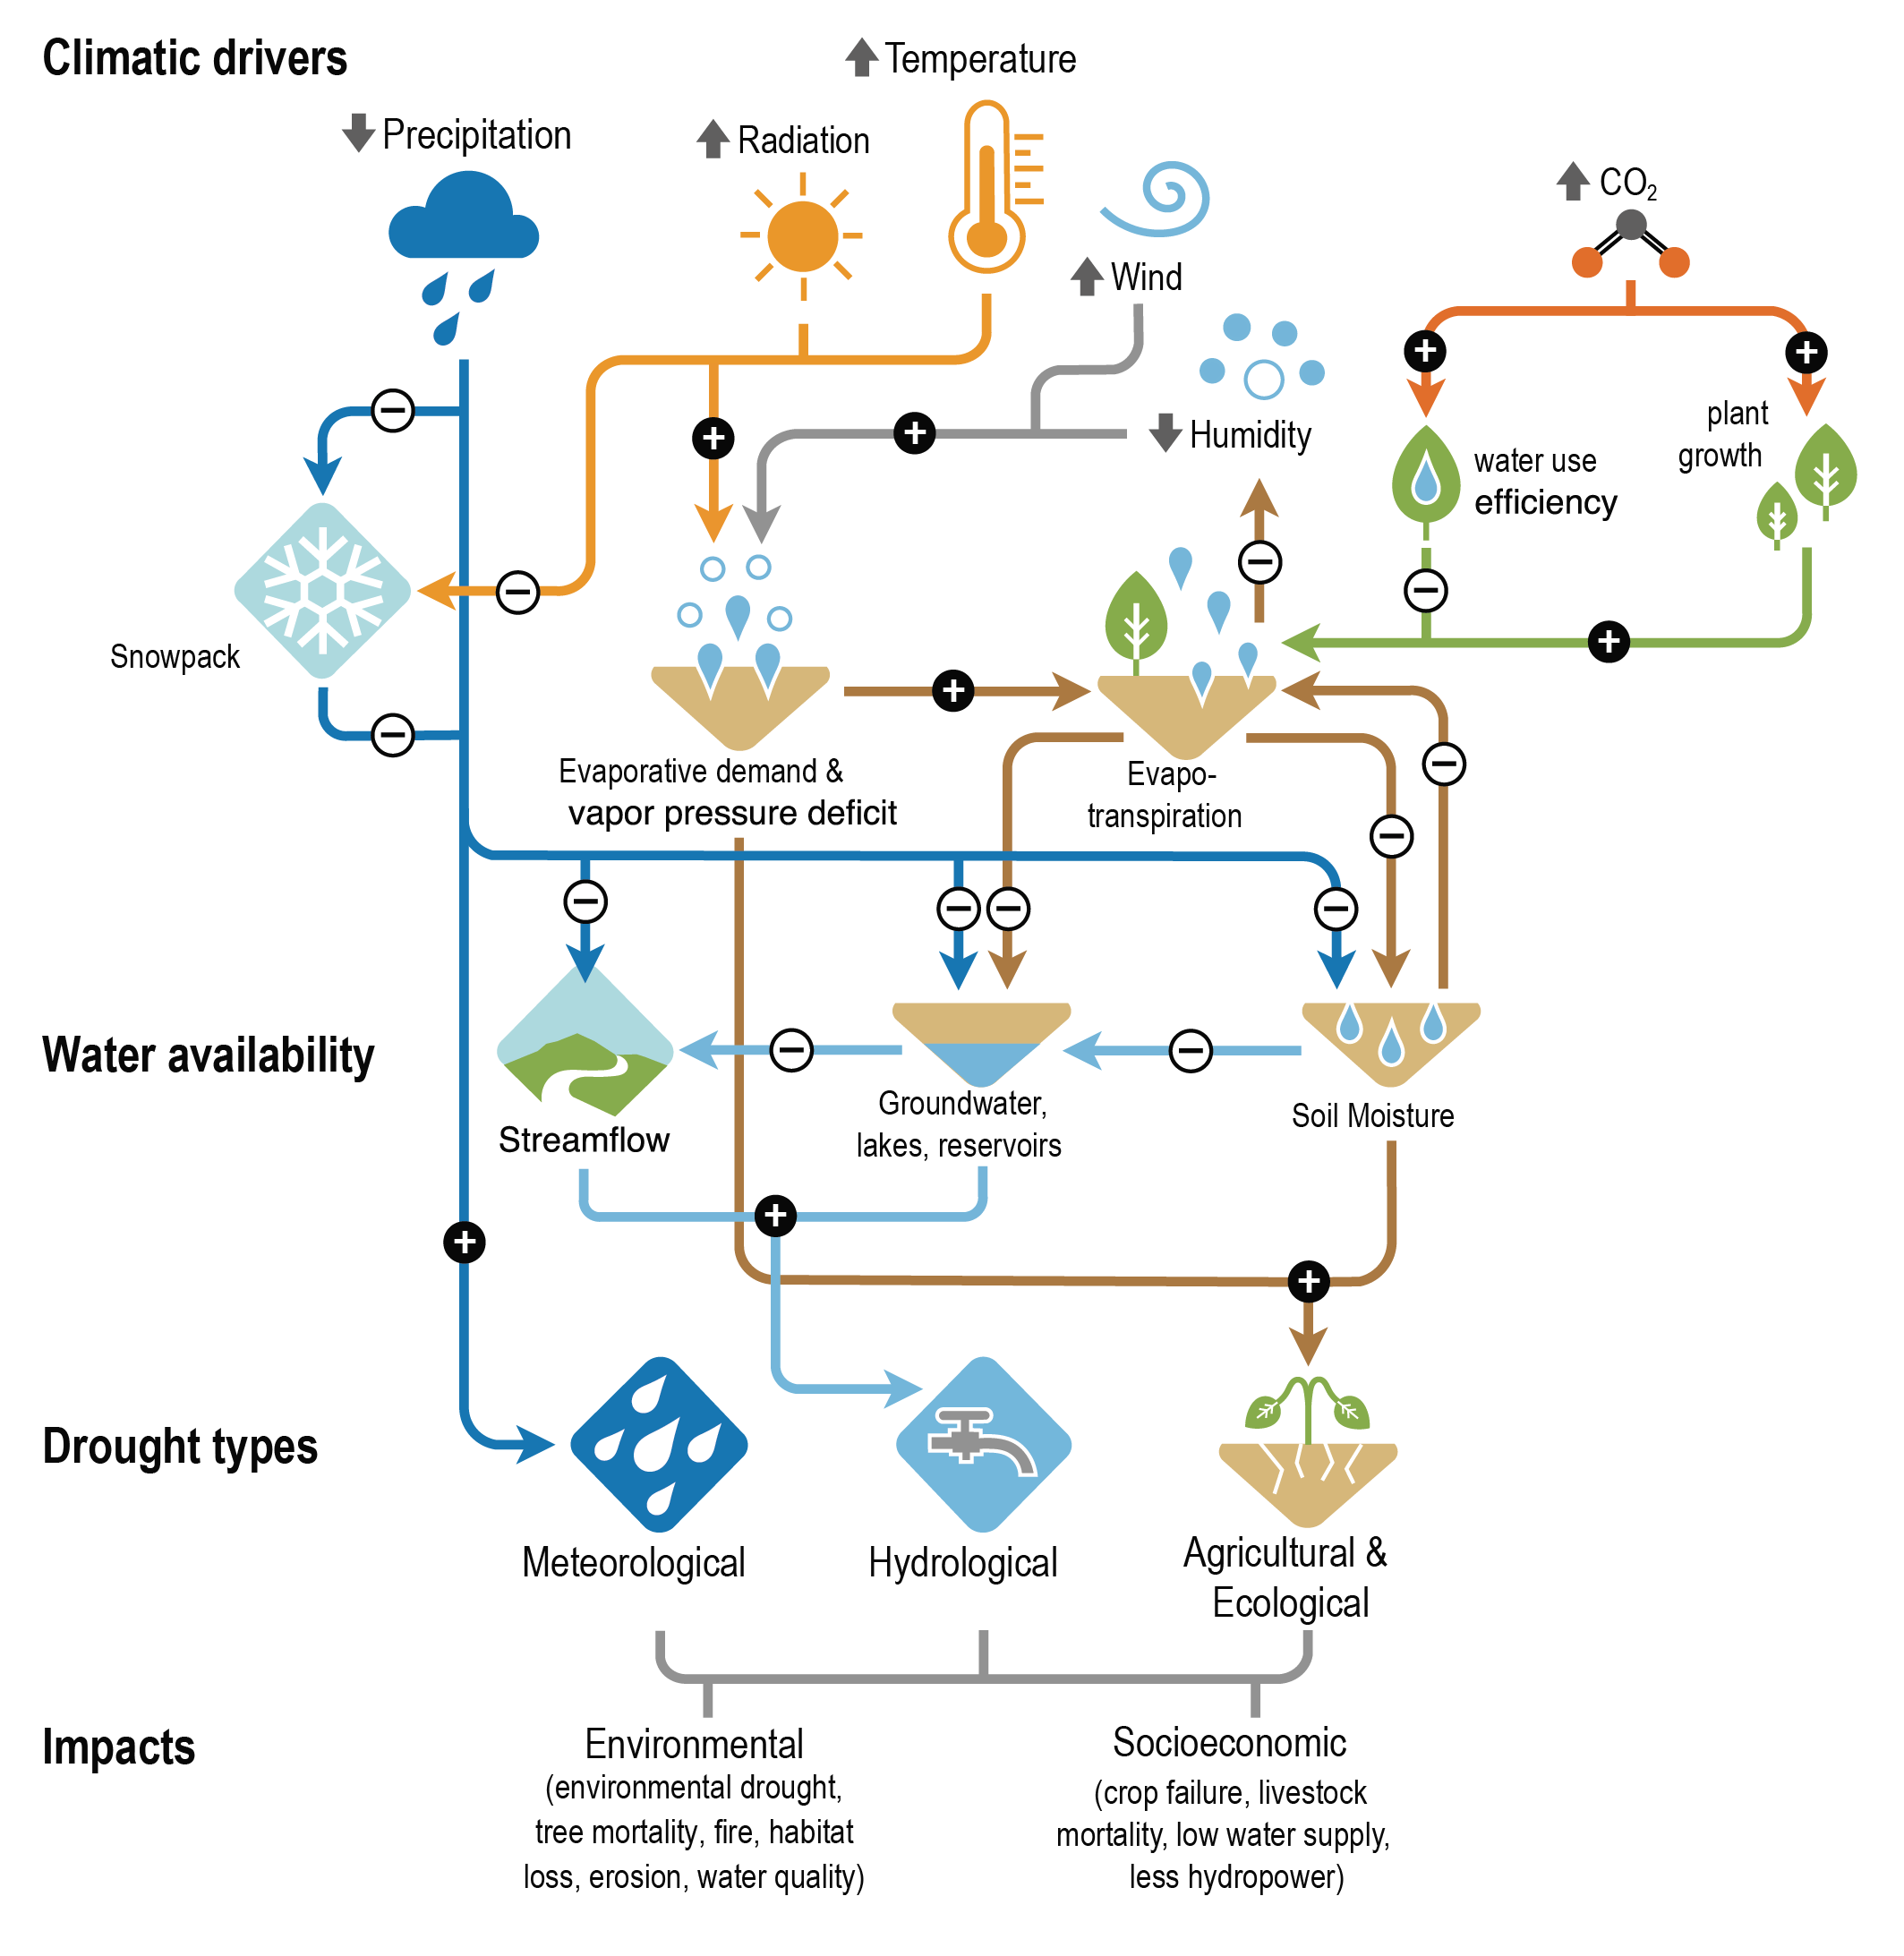 Climatic drivers
Temperature
Precipitation
Radiation
CO₂
Wind
plant
growth
Humidity
water use
efficiency
Snowpack
Evaporative demand &
vapor pressure deficit
Evapo-
transpiration
Water availability
Streamflow
Groundwater,
lakes, reservoirs
Soil Moisture
Drought types
Meteorological
Hydrological
Agricultural &
Ecological
Impacts
Environmental
(environmental drought,
tree mortality, fire, habitat
loss, erosion, water quality)
Socioeconomic
(crop failure, livestock
mortality, low water supply,
less hydropower)